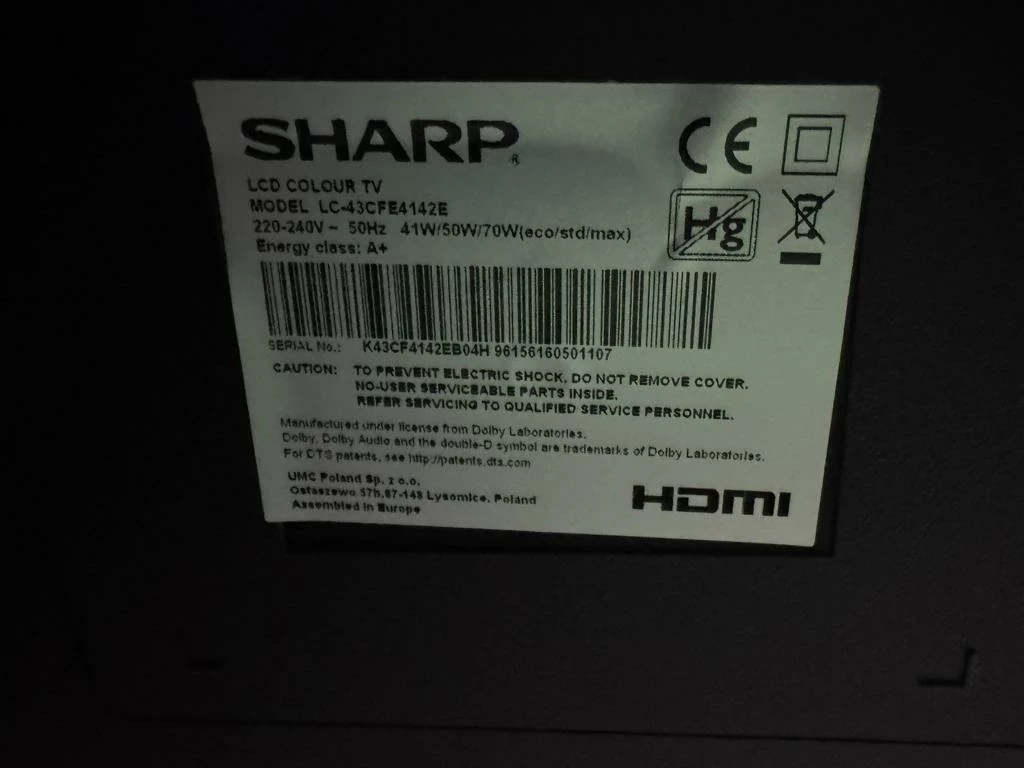 SHARP®
LCD COLOUR TV
MODEL LC-43CFE4142E
220-240V ~ 50Hz 41W/50W/70W(eco/std/max)
Energy class: A+
CE
Hg
SERIAL No.: K43CF4142EB04H 96156160501107
CAUTION: TO PREVENT ELECTRIC SHOCK, DO NOT REMOVE COVER.
NO-USER SERVICEABLE PARTS INSIDE.
REFER SERVICING TO QUALIFIED SERVICE PERSONNEL.
Manufactured under license from Dolby Laboratories.
Dolby, Dolby Audio and the double-D symbol are trademarks of Dolby Laboratories.
For DTS patents, see http://patents.dts.com
UMC Poland Sp. z o.o.
Ostaszewo 57b,87-148 Lysomice, Poland
Assembled in Europe
HDMI